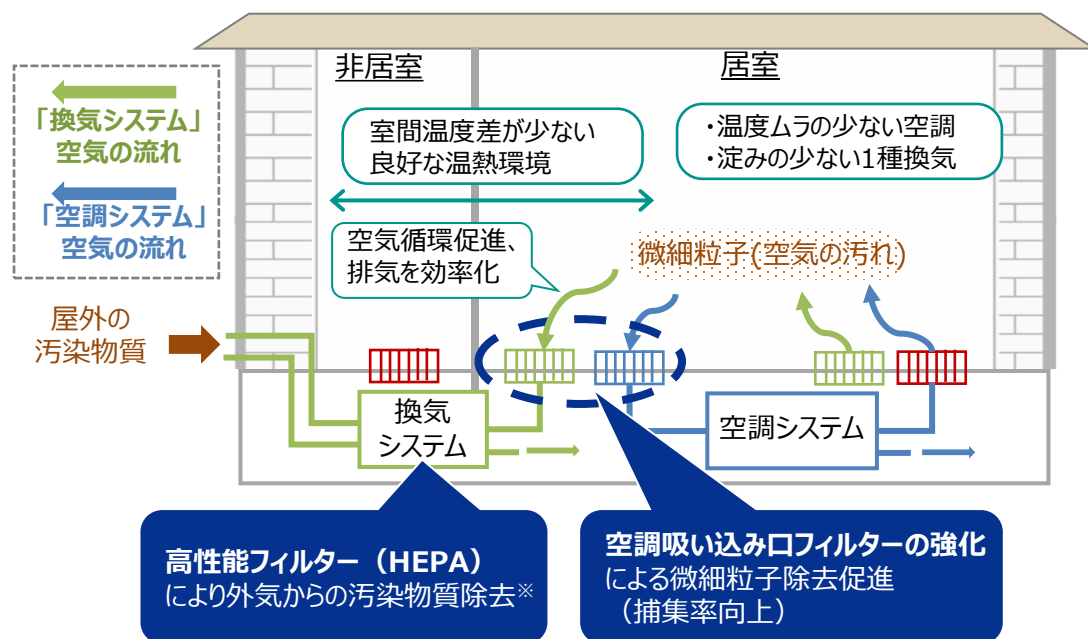 非居室
居室
「換気システム」
空気の流れ
「空調システム」
空気の流れ
室間温度差が少ない
良好な温熱環境
・温度ムラの少ない空調
・淀みの少ない1種換気
空気循環促進、
排気を効率化
微細粒子(空気の汚れ)
屋外の
汚染物質
換気
システム
空調システム
高性能フィルター（HEPA）
により外気からの汚染物質除去※
空調吸い込み口フィルターの強化
による微細粒子除去促進
（捕集率向上）